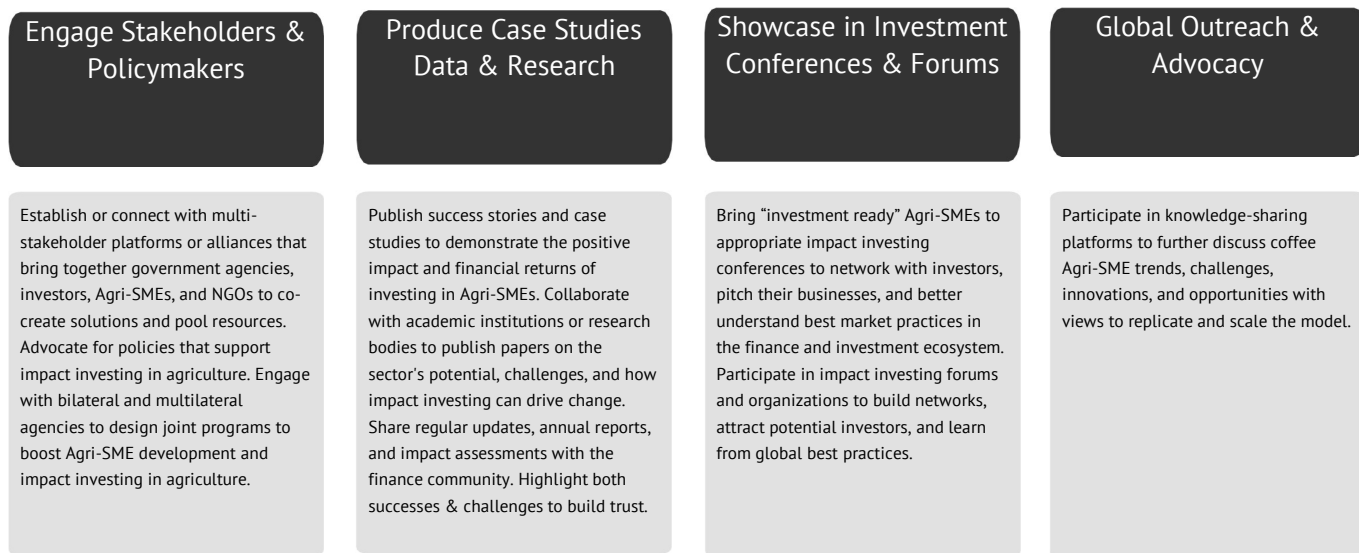 Engage Stakeholders &
Policymakers
Establish or connect with multi-
stakeholder platforms or alliances that
bring together government agencies,
investors, Agri-SMEs, and NGOs to co-
create solutions and pool resources.
Advocate for policies that support
impact investing in agriculture. Engage
with bilateral and multilateral
agencies to design joint programs to
boost Agri-SME development and
impact investing in agriculture.
Produce Case Studies
Data & Research
Publish success stories and case
studies to demonstrate the positive
impact and financial returns of
investing in Agri-SMEs. Collaborate
with academic institutions or research
bodies to publish papers on the
sector's potential, challenges, and how
impact investing can drive change.
Share regular updates, annual reports,
and impact assessments with the
finance community. Highlight both
successes & challenges to build trust.
Showcase in Investment
Conferences & Forums
Bring “investment ready” Agri-SMEs to
appropriate impact investing
conferences to network with investors,
pitch their businesses, and better
understand best market practices in
the finance and investment ecosystem.
Participate in impact investing forums
and organizations to build networks,
attract potential investors, and learn
from global best practices.
Global Outreach &
Advocacy
Participate in knowledge-sharing
platforms to further discuss coffee
Agri-SME trends, challenges,
innovations, and opportunities with
views to replicate and scale the model.